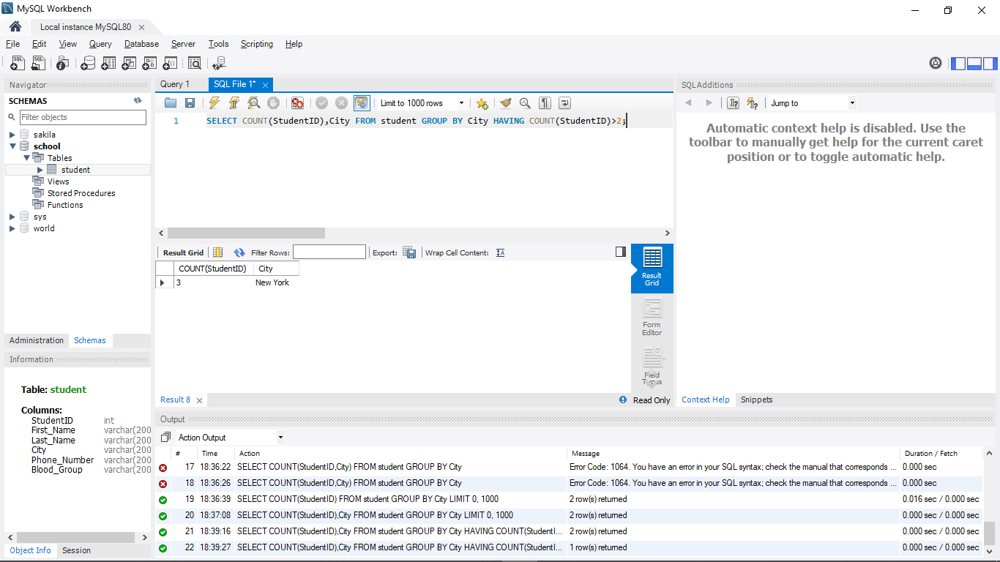 MySQL Workbench
Local instance MySQL80
File Edit View Query Database Server Tools Scripting Help
Navigator
SCHEMAS
Filter objects
sakila
school
Tables
student
Views
Stored Procedures
Functions
sys
world
Administration Schemas
Information
Table: student
Columns:
StudentID int
First_Name varchar(200
Last_Name varchar(200
City varchar(200
Phone_Number varchar(200
Blood_Group varchar(200
Object Info Session
Query 1 SQL File 1*
Limit to 1000 rows
1 SELECT COUNT(StudentID),City FROM student GROUP BY City HAVING COUNT(StudentID)>2;
Result Grid Filter Rows: Export: Wrap Cell Content:
COUNT(StudentID) City
3 New York
Result
Grid
Form
Editor
Field
Types
Result 8 Read Only
SQLAdditions
Jump to
Automatic context help is disabled. Use the
toolbar to manually get help for the current caret
position or to toggle automatic help.
Context Help Snippets
Output
Action Output
# Time Action Message Duration / Fetch
17 18:36:22 SELECT COUNT(StudentID,City) FROM student GROUP BY City Error Code: 1064. You have an error in your SQL syntax; check the manual that corresponds ... 0.000 sec
18 18:36:26 SELECT COUNT(StudentID,City) FROM student GROUP BY City Error Code: 1064. You have an error in your SQL syntax; check the manual that corresponds ... 0.000 sec
19 18:36:39 SELECT COUNT(StudentID) FROM student GROUP BY City LIMIT 0, 1000 2 row(s) returned 0.016 sec / 0.000 sec
20 18:37:08 SELECT COUNT(StudentID),City FROM student GROUP BY City LIMIT 0, 1000 2 row(s) returned 0.000 sec / 0.000 sec
21 18:39:16 SELECT COUNT(StudentID),City FROM student GROUP BY City HAVING COUNT(StudentI... 2 row(s) returned 0.000 sec / 0.000 sec
22 18:39:27 SELECT COUNT(StudentID),City FROM student GROUP BY City HAVING COUNT(StudentI... 1 row(s) returned 0.000 sec / 0.000 sec